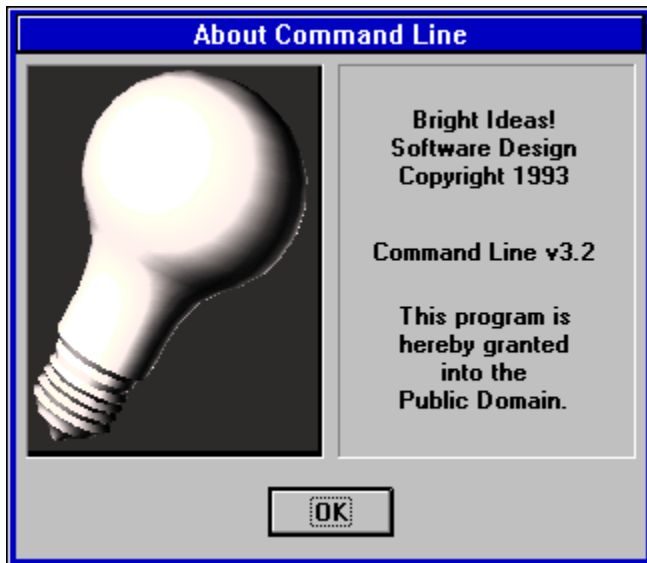 About Command Line
Bright Ideas!
Software Design
Copyright 1993
Command Line v3.2
This program is
hereby granted
into the
Public Domain.
OK